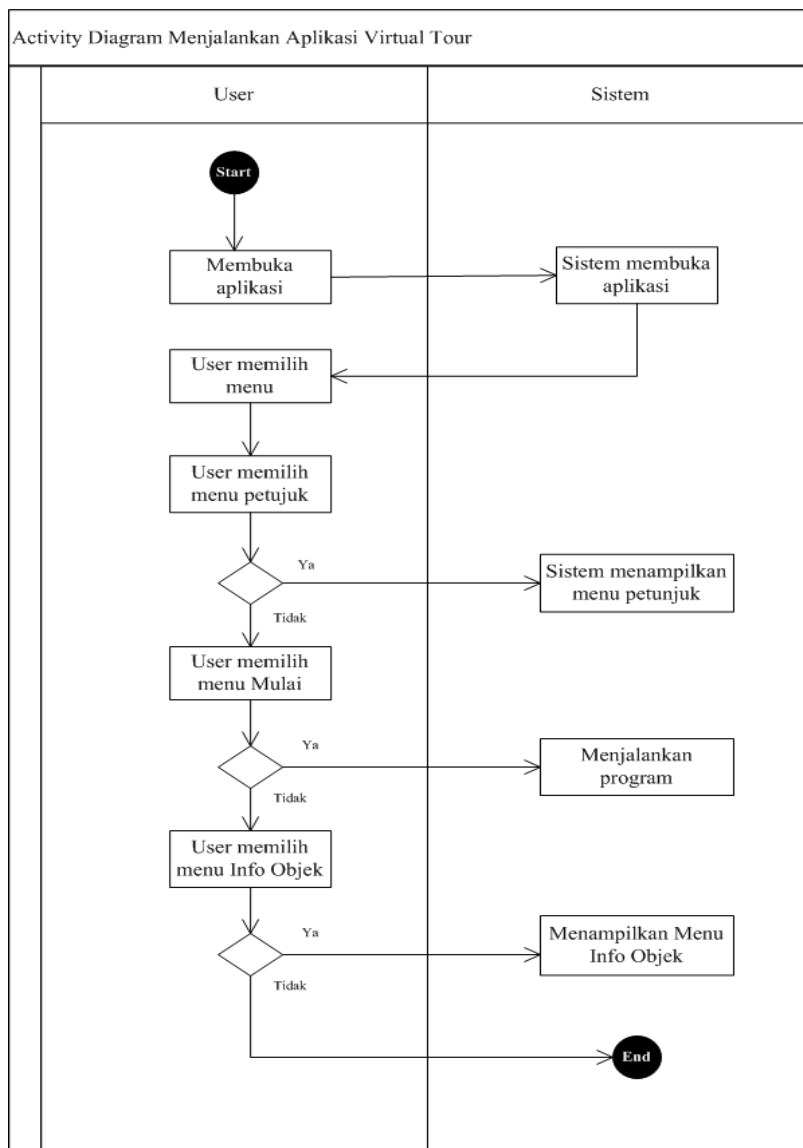 Activity Diagram Menjalankan Aplikasi Virtual Tour
User
Sistem
Start
Membuka
aplikasi
Sistem membuka
aplikasi
User memilih
menu
User memilih
menu petujuk
Ya
Sistem menampilkan
menu petunjuk
Tidak
User memilih
menu Mulai
Ya
Menjalankan
program
Tidak
User memilih
menu Info Objek
Ya
Menampilkan Menu
Info Objek
Tidak
End